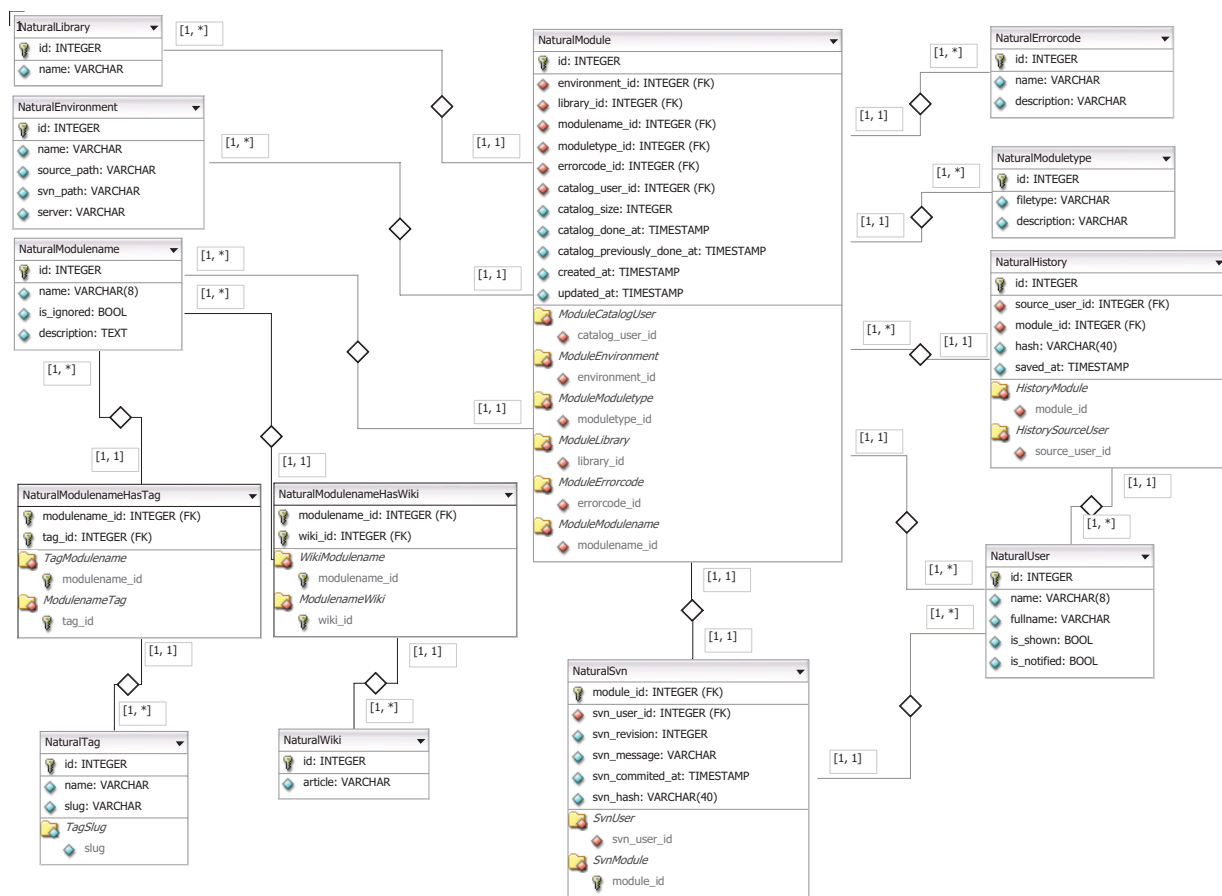 1
NaturalLibrary
id: INTEGER
name: VARCHAR
[1, *]
[1, 1]
NaturalEnvironment
id: INTEGER
name: VARCHAR
source_path: VARCHAR
svn_path: VARCHAR
server: VARCHAR
[1, *]
[1, 1]
NaturalModulename
id: INTEGER
name: VARCHAR(8)
is_ignored: BOOL
description: TEXT
[1, *]
[1, *]
[1, *]
[1, 1]
[1, 1]
[1, 1]
NaturalModulenameHasTag
modulename_id: INTEGER (FK)
tag_id: INTEGER (FK)
TagModulename
modulename_id
ModulenameTag
tag_id
[1, 1]
[1, *]
NaturalTag
id: INTEGER
name: VARCHAR
slug: VARCHAR
TagSlug
slug
NaturalModulenameHasWiki
modulename_id: INTEGER (FK)
wiki_id: INTEGER (FK)
WikiModulename
modulename_id
ModulenameWiki
wiki_id
[1, 1]
[1, *]
NaturalWiki
id: INTEGER
article: VARCHAR
NaturalModule
id: INTEGER
environment_id: INTEGER (FK)
library_id: INTEGER (FK)
modulename_id: INTEGER (FK)
moduletype_id: INTEGER (FK)
errorcode_id: INTEGER (FK)
catalog_user_id: INTEGER (FK)
catalog_size: INTEGER
catalog_done_at: TIMESTAMP
catalog_previously_done_at: TIMESTAMP
created_at: TIMESTAMP
updated_at: TIMESTAMP
ModuleCatalogUser
catalog_user_id
ModuleEnvironment
environment_id
ModuleModuletype
moduletype_id
ModuleLibrary
library_id
ModuleErrorcode
errorcode_id
ModuleModulename
modulename_id
[1, 1]
[1, 1]
NaturalSvn
module_id: INTEGER (FK)
svn_user_id: INTEGER (FK)
svn_revision: INTEGER
svn_message: VARCHAR
svn_commited_at: TIMESTAMP
svn_hash: VARCHAR(40)
SvnUser
svn_user_id
SvnModule
module_id
[1, *]
[1, 1]
NaturalErrorcode
id: INTEGER
name: VARCHAR
description: VARCHAR
[1, *]
[1, 1]
NaturalModuletype
id: INTEGER
filetype: VARCHAR
description: VARCHAR
[1, *]
[1, 1]
NaturalHistory
id: INTEGER
source_user_id: INTEGER (FK)
module_id: INTEGER (FK)
hash: VARCHAR(40)
saved_at: TIMESTAMP
HistoryModule
module_id
HistorySourceUser
source_user_id
[1, 1]
[1, 1]
[1, *]
[1, *]
[1, *]
[1, 1]
NaturalUser
id: INTEGER
name: VARCHAR(8)
fullname: VARCHAR
is_shown: BOOL
is_notified: BOOL